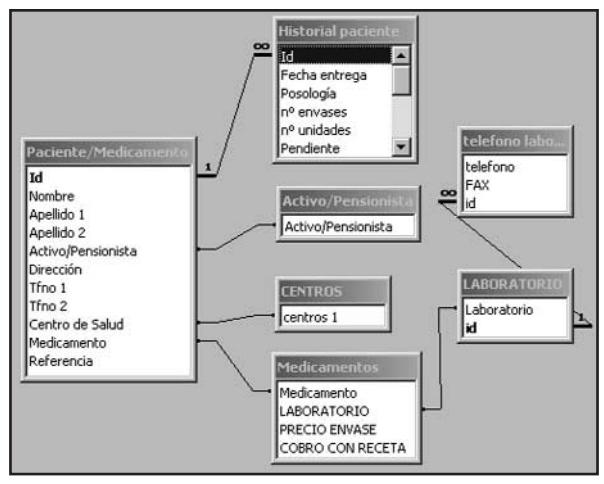 Historial paciente
∞
Id
Fecha entrega
Posología
nº envases
nº unidades
Pendiente
Paciente/Medicamento
1
Id
Nombre
Apellido 1
Apellido 2
Activo/Pensionista
Dirección
Tfno 1
Tfno 2
Centro de Salud
Medicamento
Referencia
Activo/Pensionista
Activo/Pensionista
CENTROS
centros 1
Medicamentos
Medicamento
LABORATORIO
PRECIO ENVASE
COBRO CON RECETA
telefono labo...
∞
telefono
FAX
id
LABORATORIO
Laboratorio
id
1